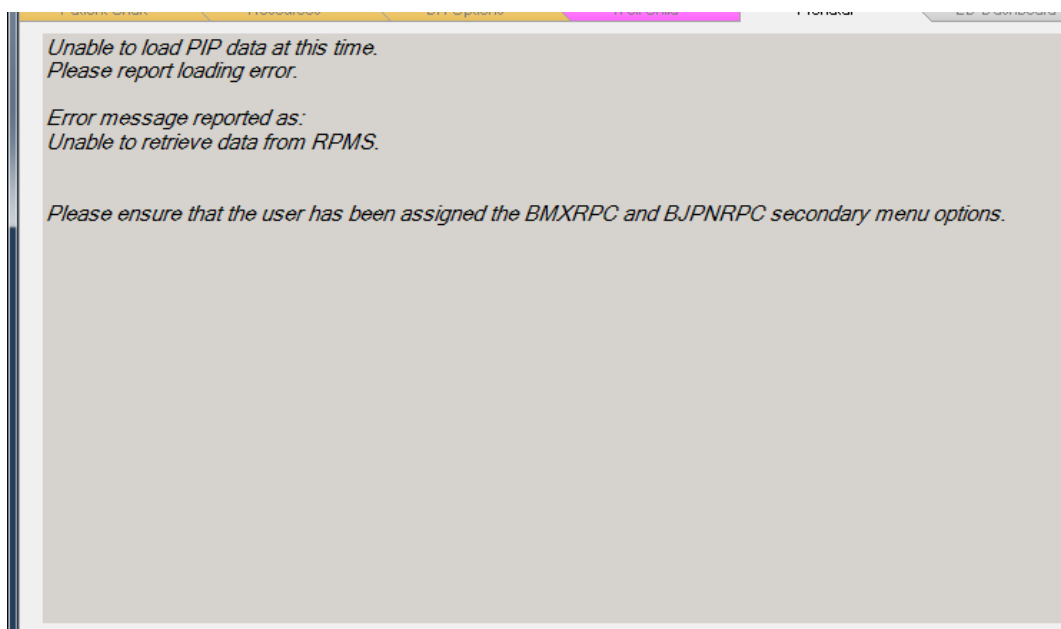 Unable to load PIP data at this time.
Please report loading error.
Error message reported as:
Unable to retrieve data from RPMS.
Please ensure that the user has been assigned the BMXRPC and BJPNRPC secondary menu options.